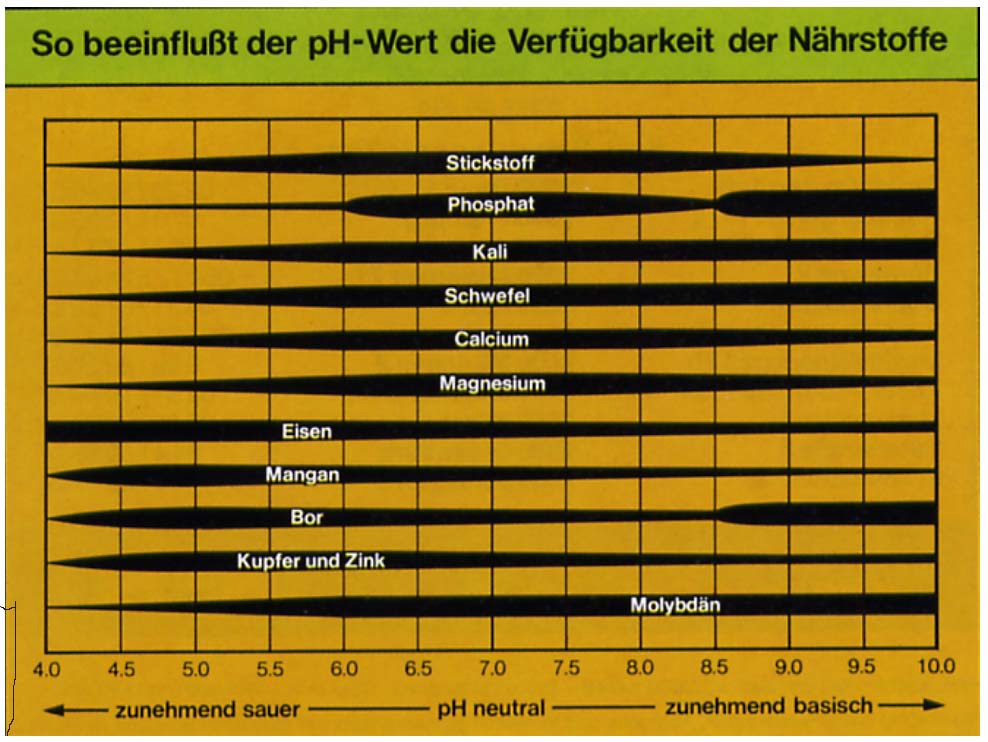 So beeinflußt der pH-Wert die Verfügbarkeit der Nährstoffe
Stickstoff
Phosphat
Kali
Schwefel
Calcium
Magnesium
Eisen
Mangan
Bor
Kupfer und Zink
Molybdän
4.0 4.5 5.0 5.5 6.0 6.5 7.0 7.5 8.0 8.5 9.0 9.5 10.0
zunehmend sauer pH neutral zunehmend basisch